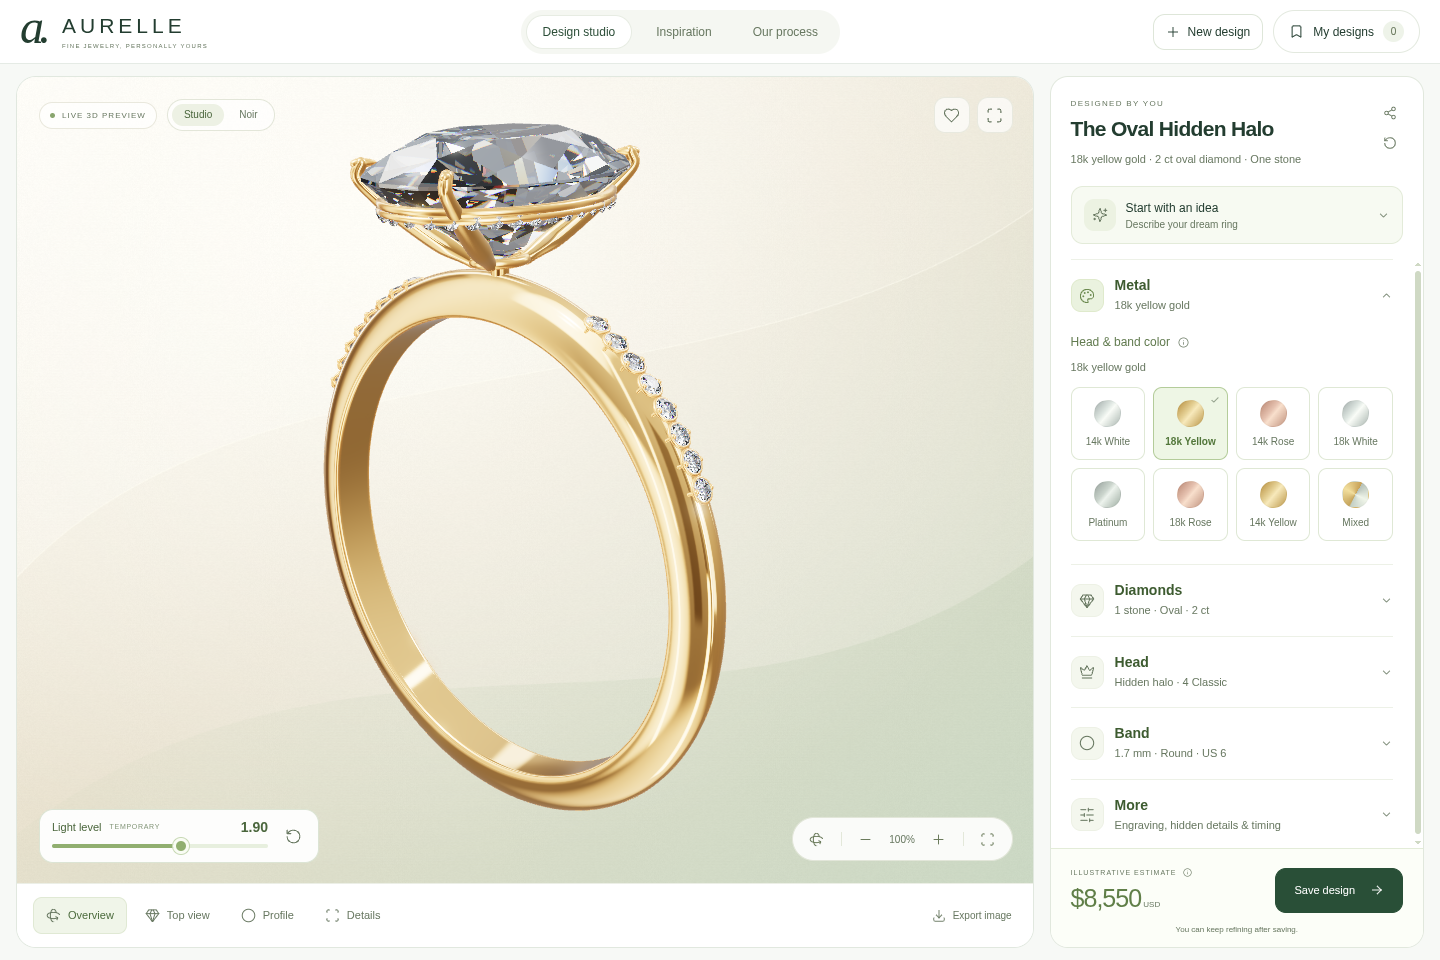 a. AURELLE
FINE JEWELRY, PERSONALLY YOURS
Design studio
Inspiration
Our process
New design
My designs 0
LIVE 3D PREVIEW
Studio
Noir
DESIGNED BY YOU
The Oval Hidden Halo
18k yellow gold · 2 ct oval diamond · One stone
Start with an idea
Describe your dream ring
Metal
18k yellow gold
Head & band color
18k yellow gold
14k White
18k Yellow
14k Rose
18k White
Platinum
18k Rose
14k Yellow
Mixed
Diamonds
1 stone · Oval · 2 ct
Head
Hidden halo · 4 Classic
Band
1.7 mm · Round · US 6
More
Engraving, hidden details & timing
Light level TEMPORARY 1.90
100%
Overview
Top view
Profile
Details
Export image
ILLUSTRATIVE ESTIMATE
$8,550 USD
Save design
You can keep refining after saving.